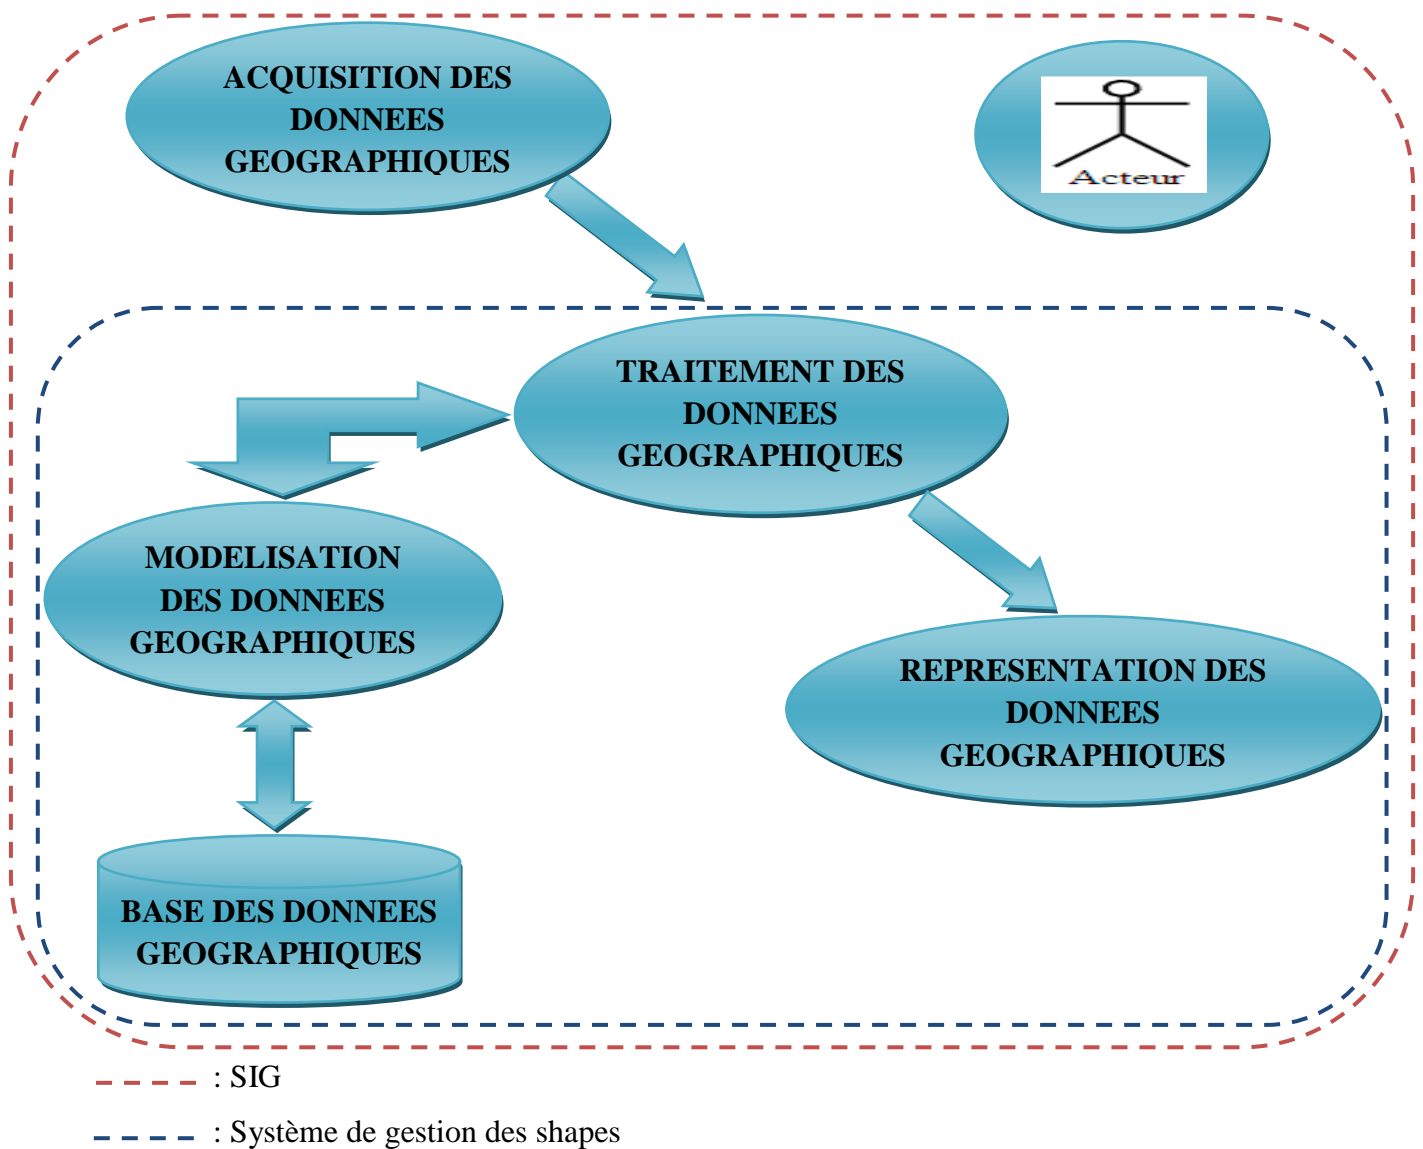 ACQUISITION DES
DONNEES
GEOGRAPHIQUES
Acteur
TRAITEMENT DES
DONNEES
GEOGRAPHIQUES
MODELISATION
DES DONNEES
GEOGRAPHIQUES
REPRESENTATION DES
DONNEES
GEOGRAPHIQUES
BASE DES DONNEES
GEOGRAPHIQUES
: SIG
: Système de gestion des shapes